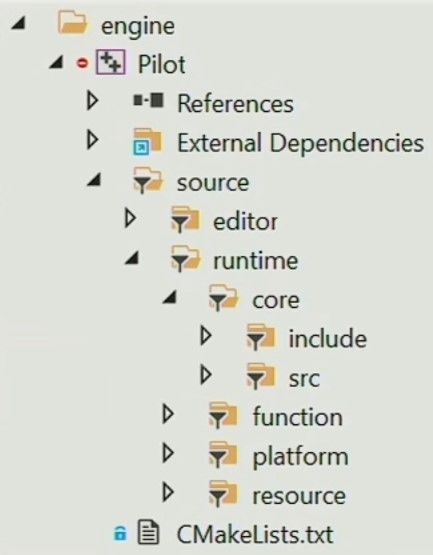 engine
Pilot
References
External Dependencies
source
editor
runtime
core
include
src
function
platform
resource
CMakeLists.txt